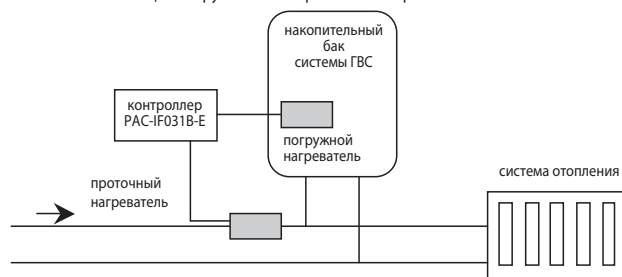 накопительный
бак
системы ГВС
контроллер
PAC-IF031B-E
погружной
нагреватель
система отопления
проточный
нагреватель